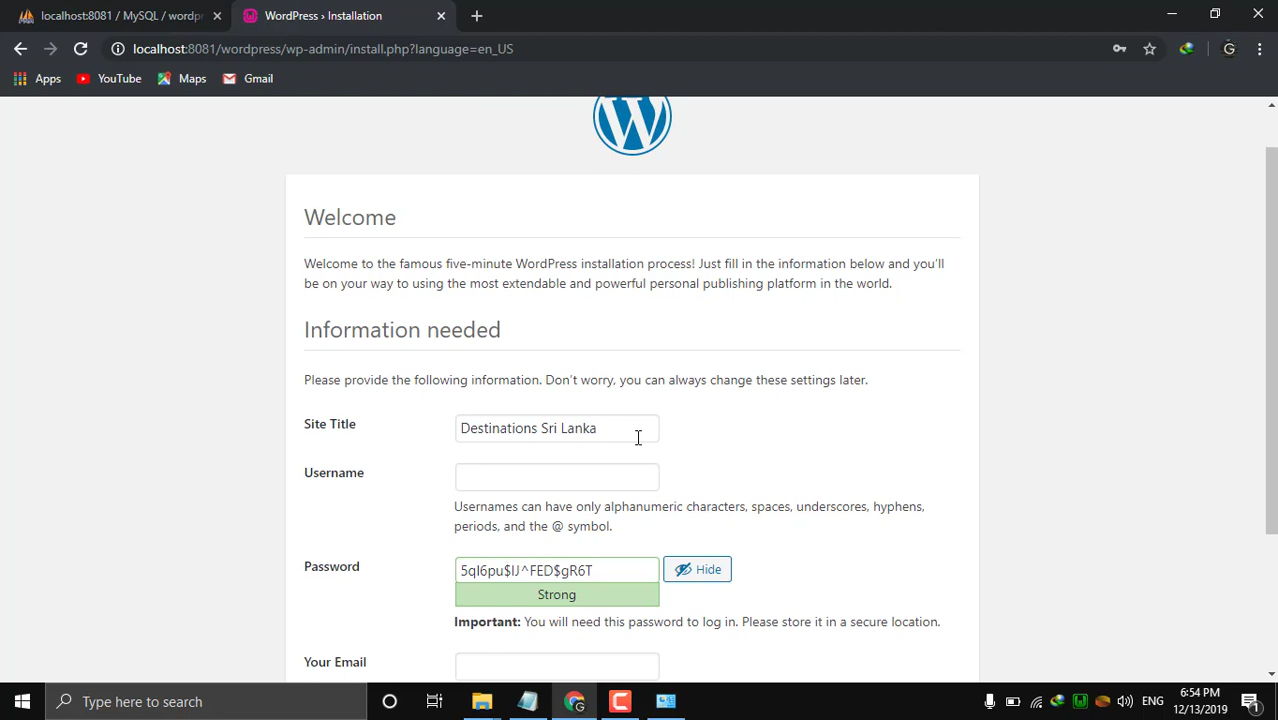 localhost:8081 / MySQL / wordpr
WordPress › Installation
localhost:8081/wordpress/wp-admin/install.php?language=en_US
Apps YouTube Maps Gmail
Welcome
Welcome to the famous five-minute WordPress installation process! Just fill in the information below and you’ll
be on your way to using the most extendable and powerful personal publishing platform in the world.
Information needed
Please provide the following information. Don’t worry, you can always change these settings later.
Site Title Destinations Sri Lanka
Username
Usernames can have only alphanumeric characters, spaces, underscores, hyphens,
periods, and the @ symbol.
Password 5qI6pu$IJ^FED$gR6T Hide
Strong
Important: You will need this password to log in. Please store it in a secure location.
Your Email
Type here to search
ENG
6:54 PM
12/13/2019